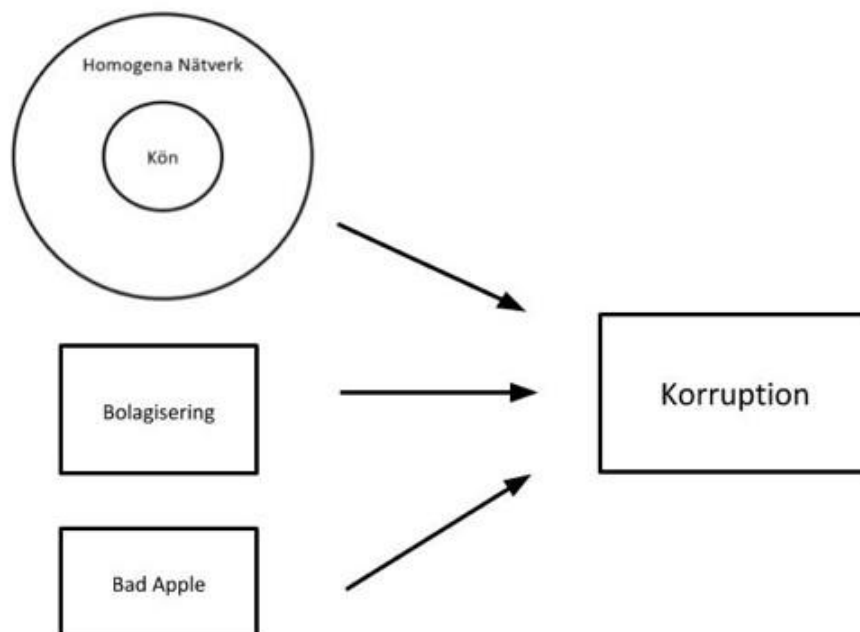 Homogena Nätverk
Kön
Bolagisering
Korruption
Bad Apple